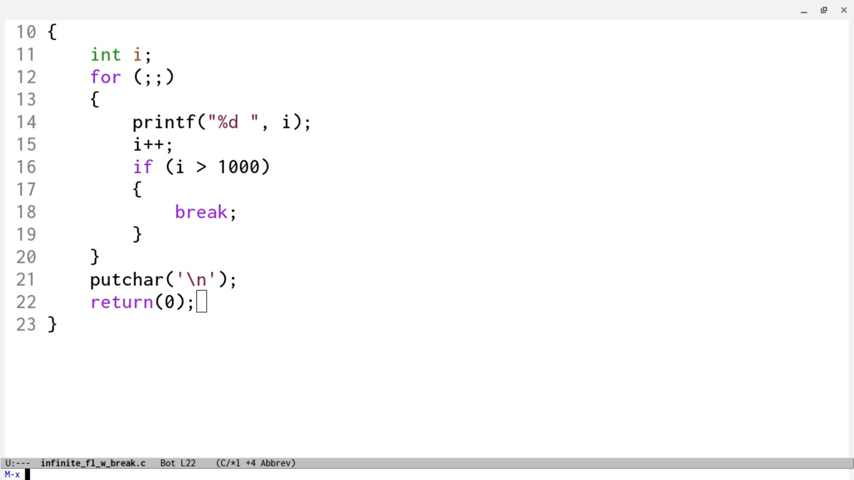 10 {
11     int i;
12     for (;;)
13     {
14         printf("%d ", i);
15         i++;
16         if (i > 1000)
17         {
18             break;
19         }
20     }
21     putchar('\n');
22     return(0);
23 }
U:--- infinite_fl_w_break.c Bot L22 (C/*l +4 Abbrev)
M-x